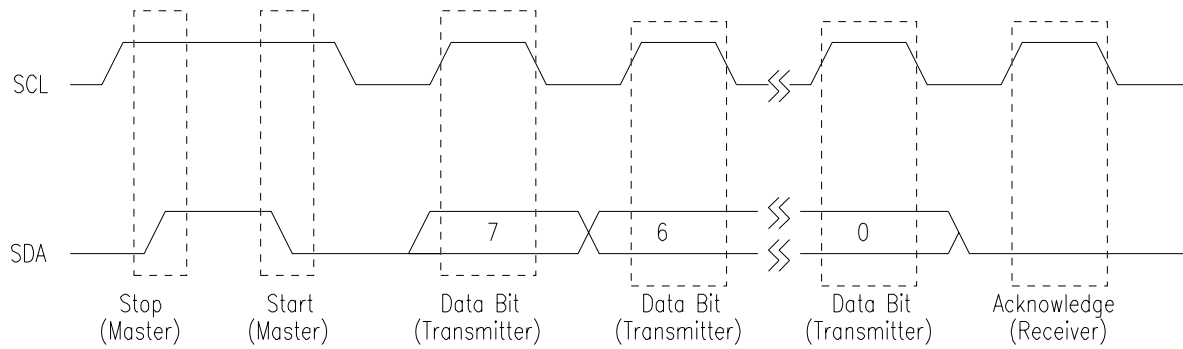 SCL
SDA
7
6
0
Stop
(Master)
Start
(Master)
Data Bit
(Transmitter)
Data Bit
(Transmitter)
Data Bit
(Transmitter)
Acknowledge
(Receiver)